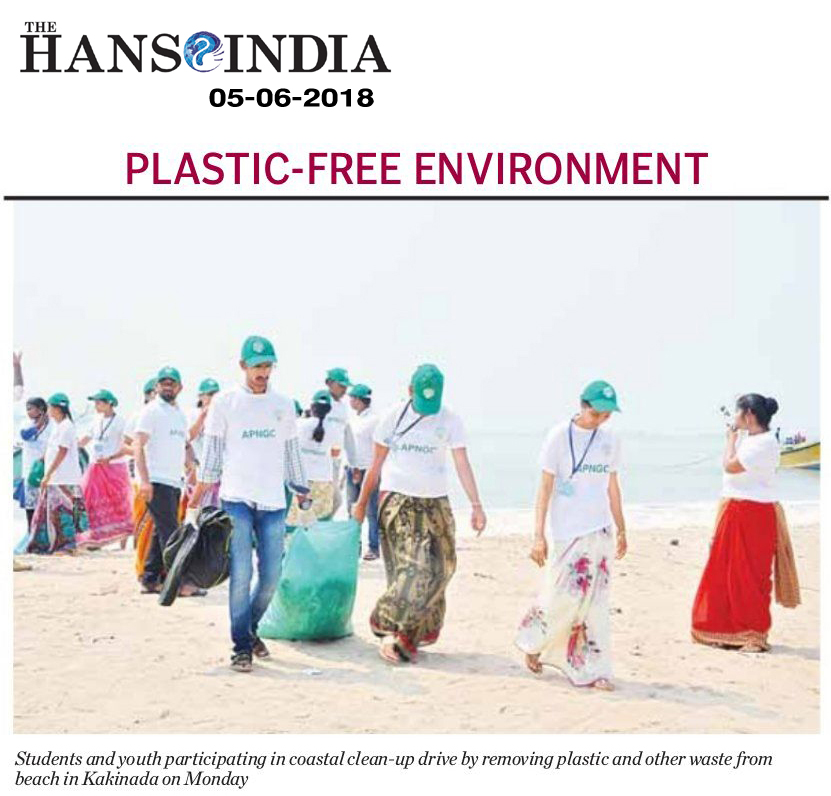 THE
HANS INDIA
05-06-2018
PLASTIC-FREE ENVIRONMENT
APNGC
APNGC
APNGC
Students and youth participating in coastal clean-up drive by removing plastic and other waste from
beach in Kakinada on Monday